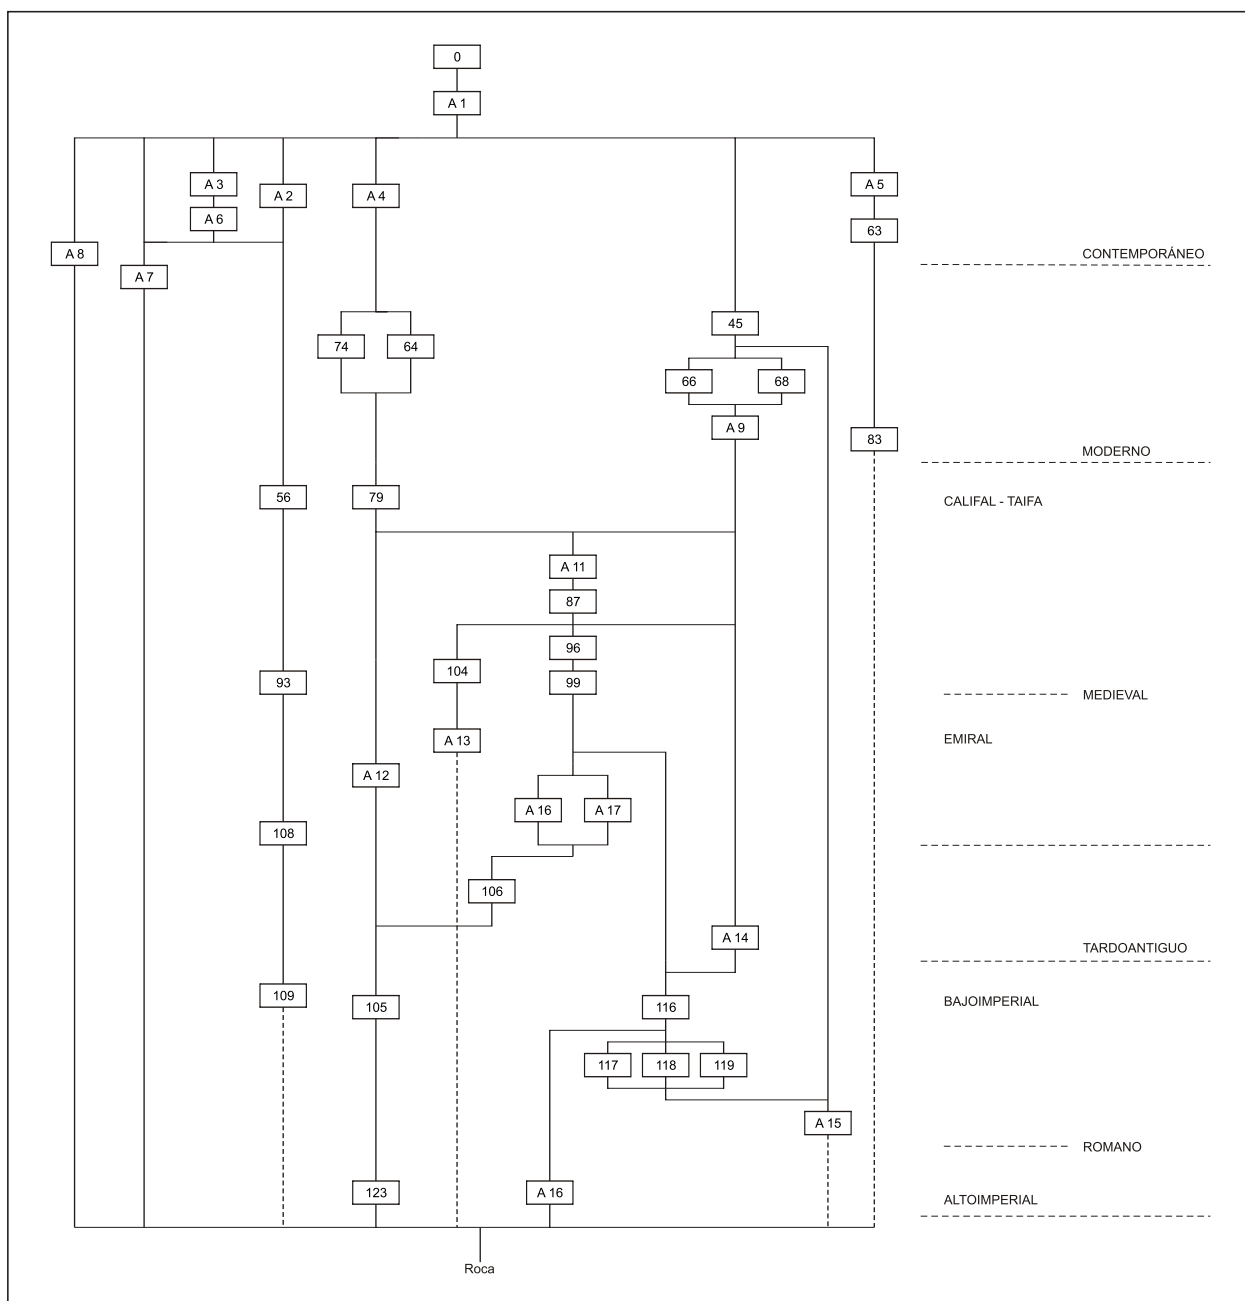 0
A 1
A 3
A 2
A 4
A 5
A 6
63
A 8
CONTEMPORÁNEO
A 7
45
74
64
66
68
A 9
83
MODERNO
56
79
CALIFAL - TAIFA
A 11
87
96
104
99
93
MEDIEVAL
A 13
EMIRAL
A 12
A 16
A 17
108
106
A 14
TARDOANTIGUO
109
105
116
BAJOIMPERIAL
117
118
119
A 15
ROMANO
123
A 16
ALTOIMPERIAL
Roca